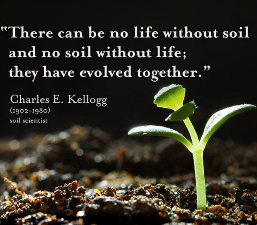 “There can be no life without soil
and no soil without life;
they have evolved together.”
Charles E. Kellogg
(1902-1980)
soil scientist